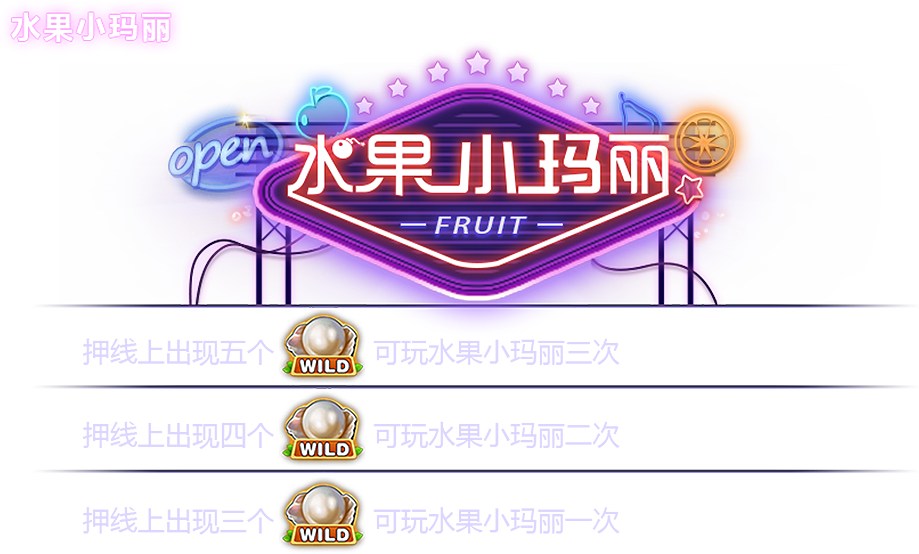 水果小玛丽
open
水果小玛丽
FRUIT
押线上出现五个 WILD 可玩水果小玛丽三次
押线上出现四个 WILD 可玩水果小玛丽二次
押线上出现三个 WILD 可玩水果小玛丽一次